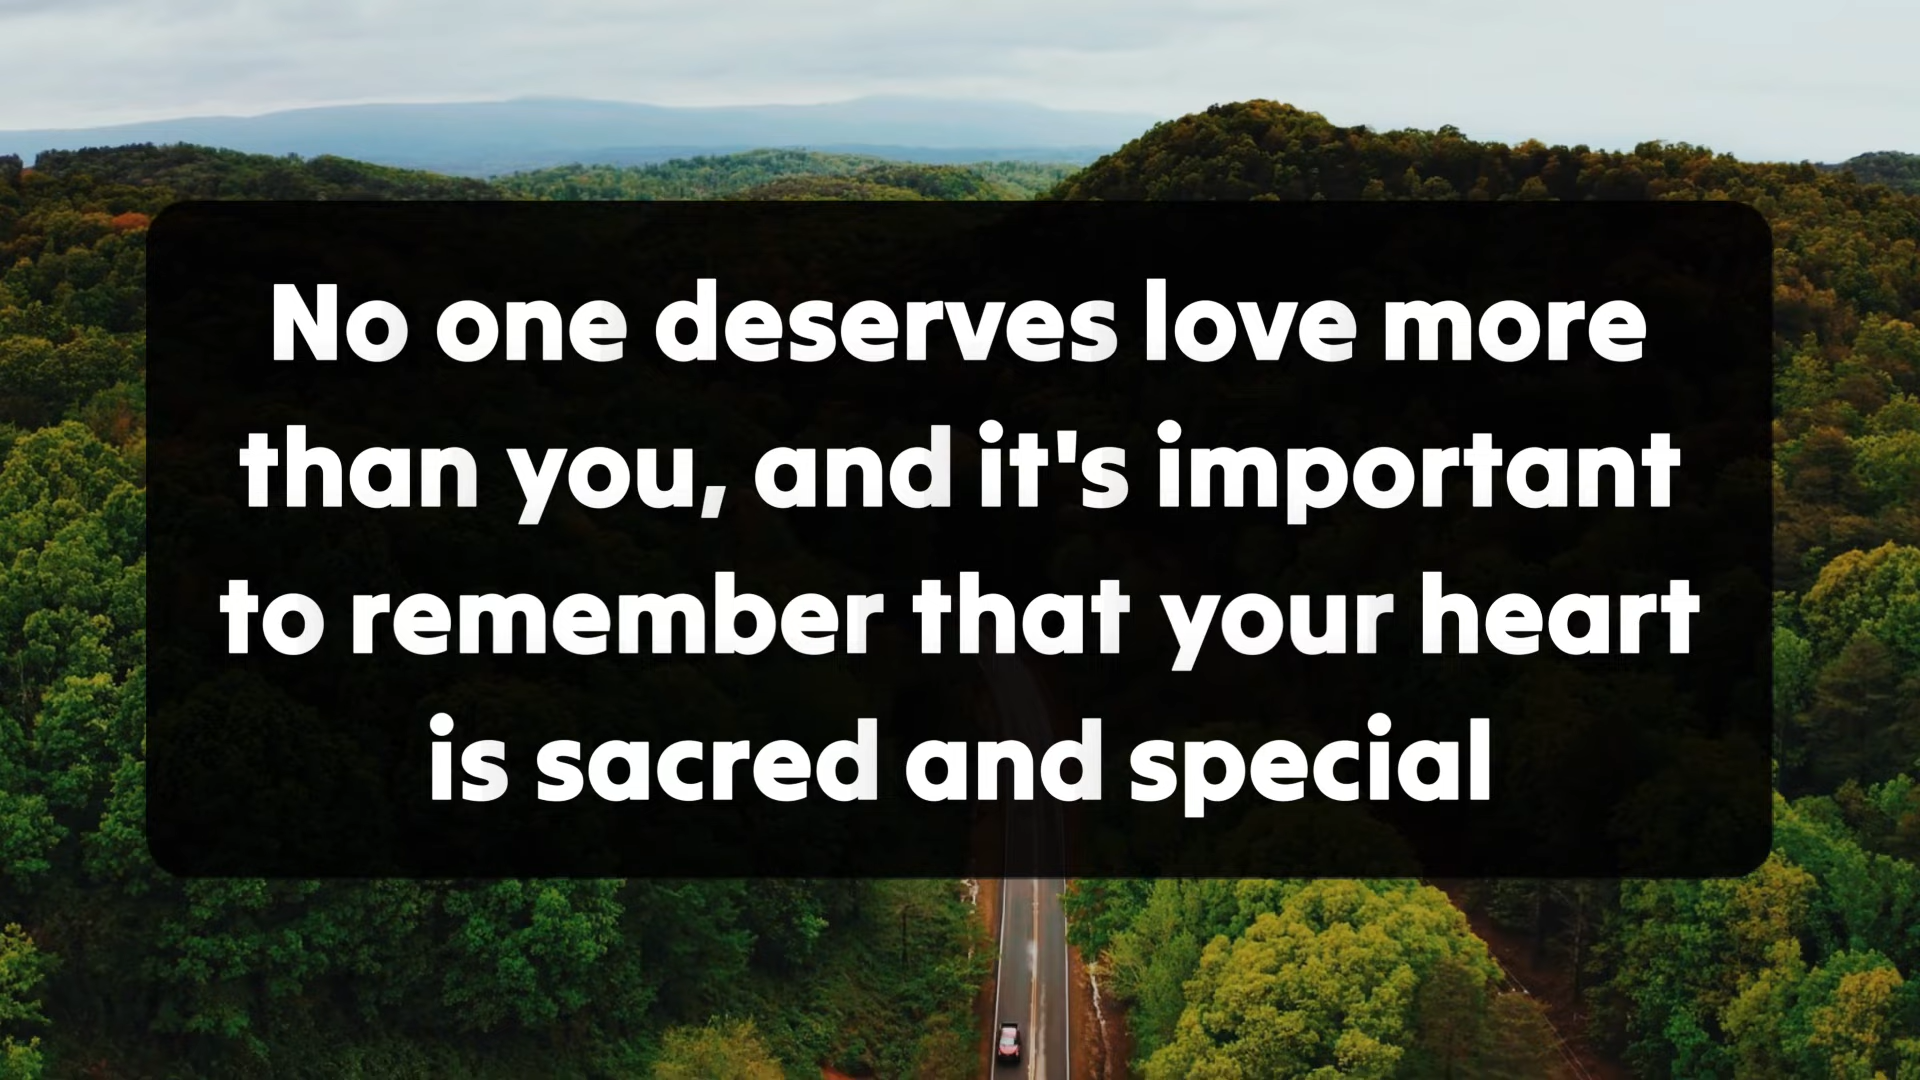 No one deserves love more
than you, and it's important
to remember that your heart
is sacred and special